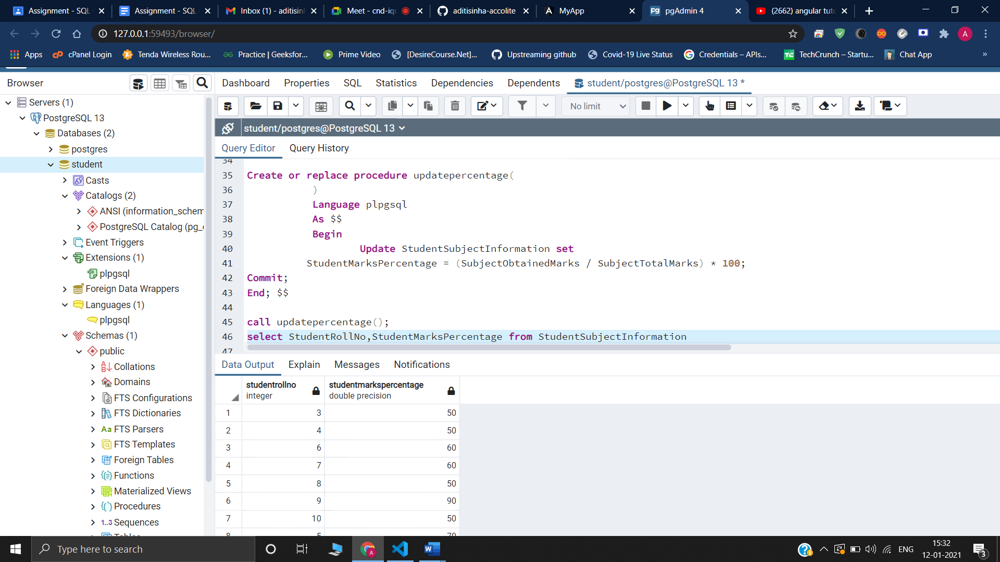 Assignment - SQL
Assignment - SQL
Inbox (1) - aditisin
Meet - cnd-iqu
aditisinha-accolite
MyApp
pgAdmin 4
(2662) angular tuto
127.0.0.1:59493/browser/
A
Apps
cPanel Login
Tenda Wireless Rou...
Practice | Geeksfor...
Prime Video
[DesireCourse.Net]...
Upstreaming github
Covid-19 Live Status
Credentials – APIs...
TechCrunch – Startu...
Chat App
»
Browser
Dashboard
Properties
SQL
Statistics
Dependencies
Dependents
student/postgres@PostgreSQL 13 *
No limit
student/postgres@PostgreSQL 13
Query Editor
Query History
Servers (1)
PostgreSQL 13
Databases (2)
postgres
student
Casts
Catalogs (2)
ANSI (information_schem
PostgreSQL Catalog (pg_
Event Triggers
Extensions (1)
plpgsql
Foreign Data Wrappers
Languages (1)
plpgsql
Schemas (1)
public
Collations
Domains
FTS Configurations
FTS Dictionaries
Aa FTS Parsers
FTS Templates
Foreign Tables
Functions
Materialized Views
Procedures
1..3 Sequences
Tables
34
35 Create or replace procedure updatepercentage(
36 )
37 Language plpgsql
38 As $$
39 Begin
40 Update StudentSubjectInformation set
41 StudentMarksPercentage = (SubjectObtainedMarks / SubjectTotalMarks) * 100;
42 Commit;
43 End; $$
44
45 call updatepercentage();
46 select StudentRollNo,StudentMarksPercentage from StudentSubjectInformation
47
Data Output
Explain
Messages
Notifications
studentrollno
integer
studentmarkspercentage
double precision
1 3 50
2 4 50
3 6 60
4 7 60
5 8 50
6 9 90
7 10 50
8 5 70
Type here to search
ENG
15:32
12-01-2021
3